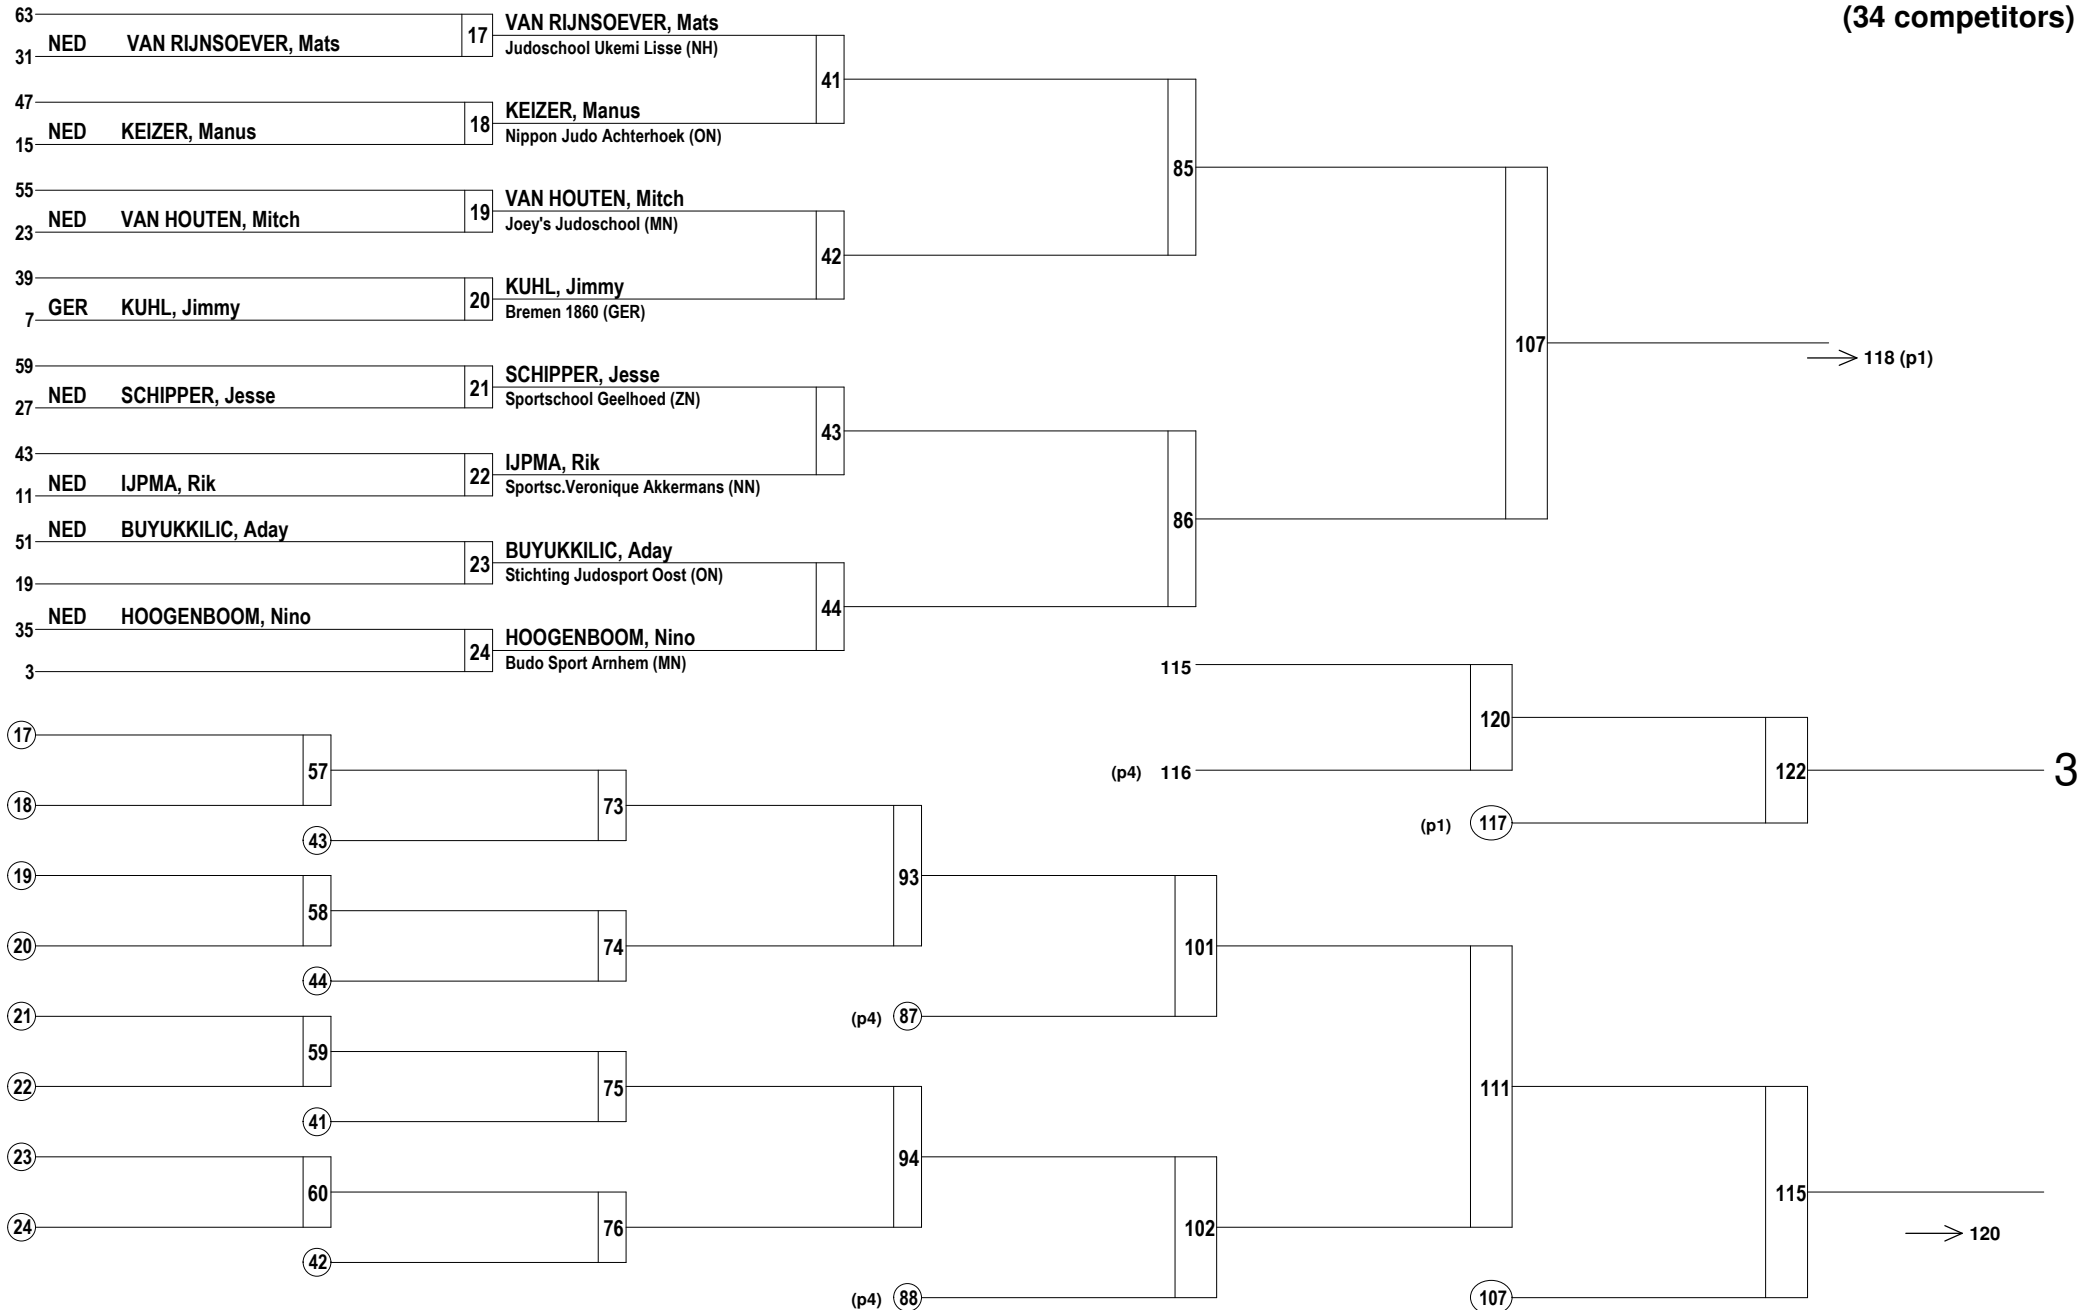 (34 competitors)
63
NED VAN RIJNSOEVER, Mats
31
17
VAN RIJNSOEVER, Mats
Judoschool Ukemi Lisse (NH)
41
47
NED KEIZER, Manus
15
18
KEIZER, Manus
Nippon Judo Achterhoek (ON)
85
55
NED VAN HOUTEN, Mitch
23
19
VAN HOUTEN, Mitch
Joey's Judoschool (MN)
42
39
GER KUHL, Jimmy
7
20
KUHL, Jimmy
Bremen 1860 (GER)
107
118 (p1)
59
NED SCHIPPER, Jesse
27
21
SCHIPPER, Jesse
Sportschool Geelhoed (ZN)
43
43
NED IJPMA, Rik
11
22
IJPMA, Rik
Sportsc.Veronique Akkermans (NN)
86
NED BUYUKKILIC, Aday
51
19
23
BUYUKKILIC, Aday
Stichting Judosport Oost (ON)
44
NED HOOGENBOOM, Nino
35
3
24
HOOGENBOOM, Nino
Budo Sport Arnhem (MN)
115
120
(p4) 116
122
3
(p1) 117
17
57
18
73
43
19
93
58
20
74
101
44
21
(p4) 87
59
22
75
111
41
23
94
60
115
24
76
102
120
42
(p4) 88
107